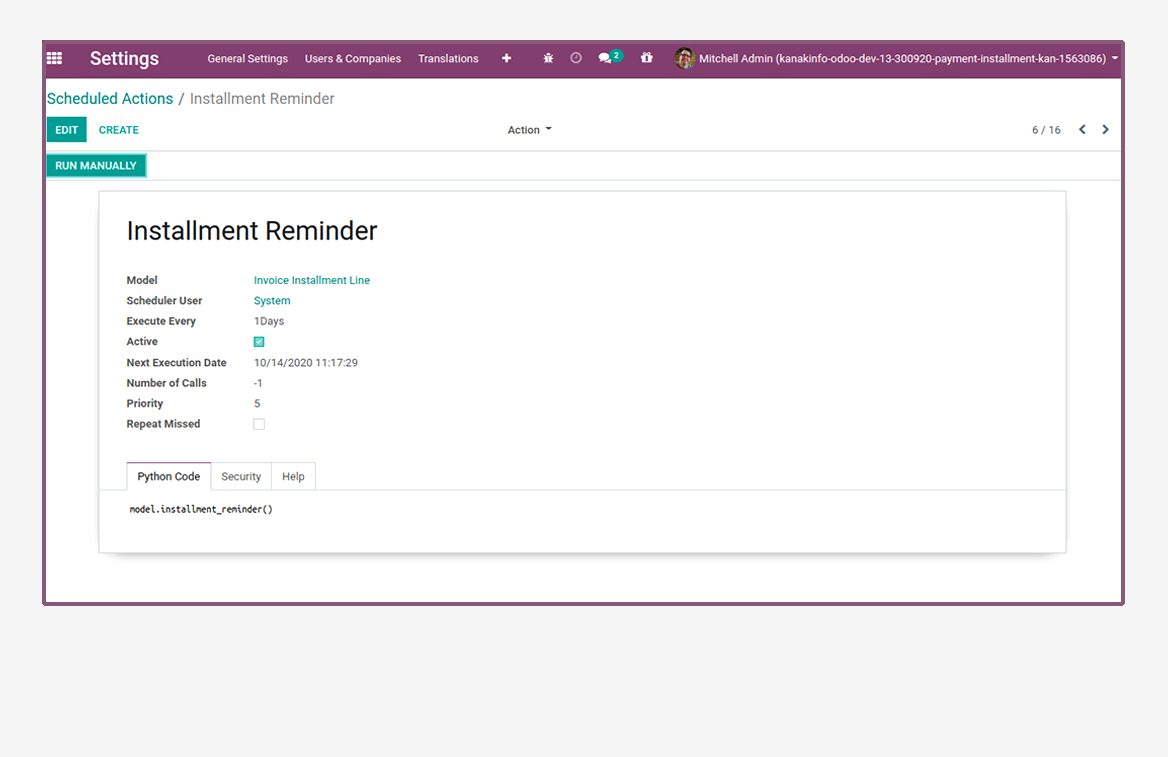 Settings General Settings Users & Companies Translations 2 Mitchell Admin (kanakinfo-odoo-dev-13-300920-payment-installment-kan-1563086)
Scheduled Actions / Installment Reminder
EDIT CREATE Action 6 / 16
RUN MANUALLY
Installment Reminder
Model Invoice Installment Line
Scheduler User System
Execute Every 1Days
Active
Next Execution Date 10/14/2020 11:17:29
Number of Calls -1
Priority 5
Repeat Missed
Python Code Security Help
model.installment_reminder()